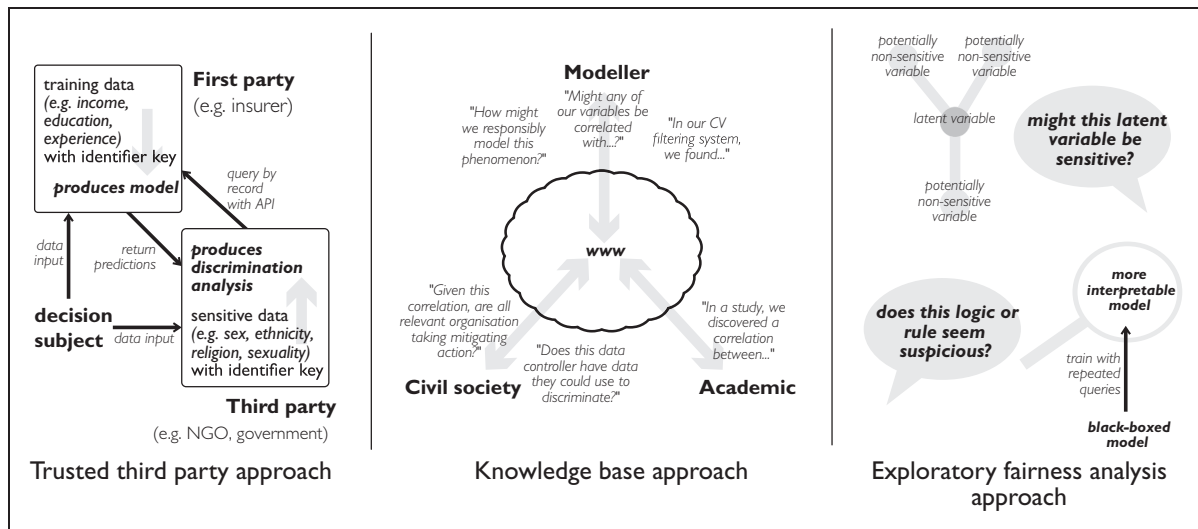 training data
(e.g. income,
education,
experience)
with identifier key
produces model
First party
(e.g. insurer)
query by
record
with API
data
input
return
predictions
produces
discrimination
analysis
sensitive data
(e.g. sex, ethnicity,
religion, sexuality)
with identifier key
decision
subject
data input
Third party
(e.g. NGO, government)
Trusted third party approach
Modeller
"How might
we responsibly
model this
phenomenon?"
"Might any of
our variables be
correlated
with...?"
"In our CV
filtering system,
we found..."
www
"Given this
correlation, are all
relevant organisation
taking mitigating
action?"
"Does this data
controller have data
they could use to
discriminate?"
"In a study, we
discovered a
correlation
between..."
Civil society
Academic
Knowledge base approach
potentially
non-sensitive
variable
potentially
non-sensitive
variable
latent variable
potentially
non-sensitive
variable
might this latent
variable be
sensitive?
does this logic or
rule seem
suspicious?
more
interpretable
model
train with
repeated
queries
black-boxed
model
Exploratory fairness analysis
approach